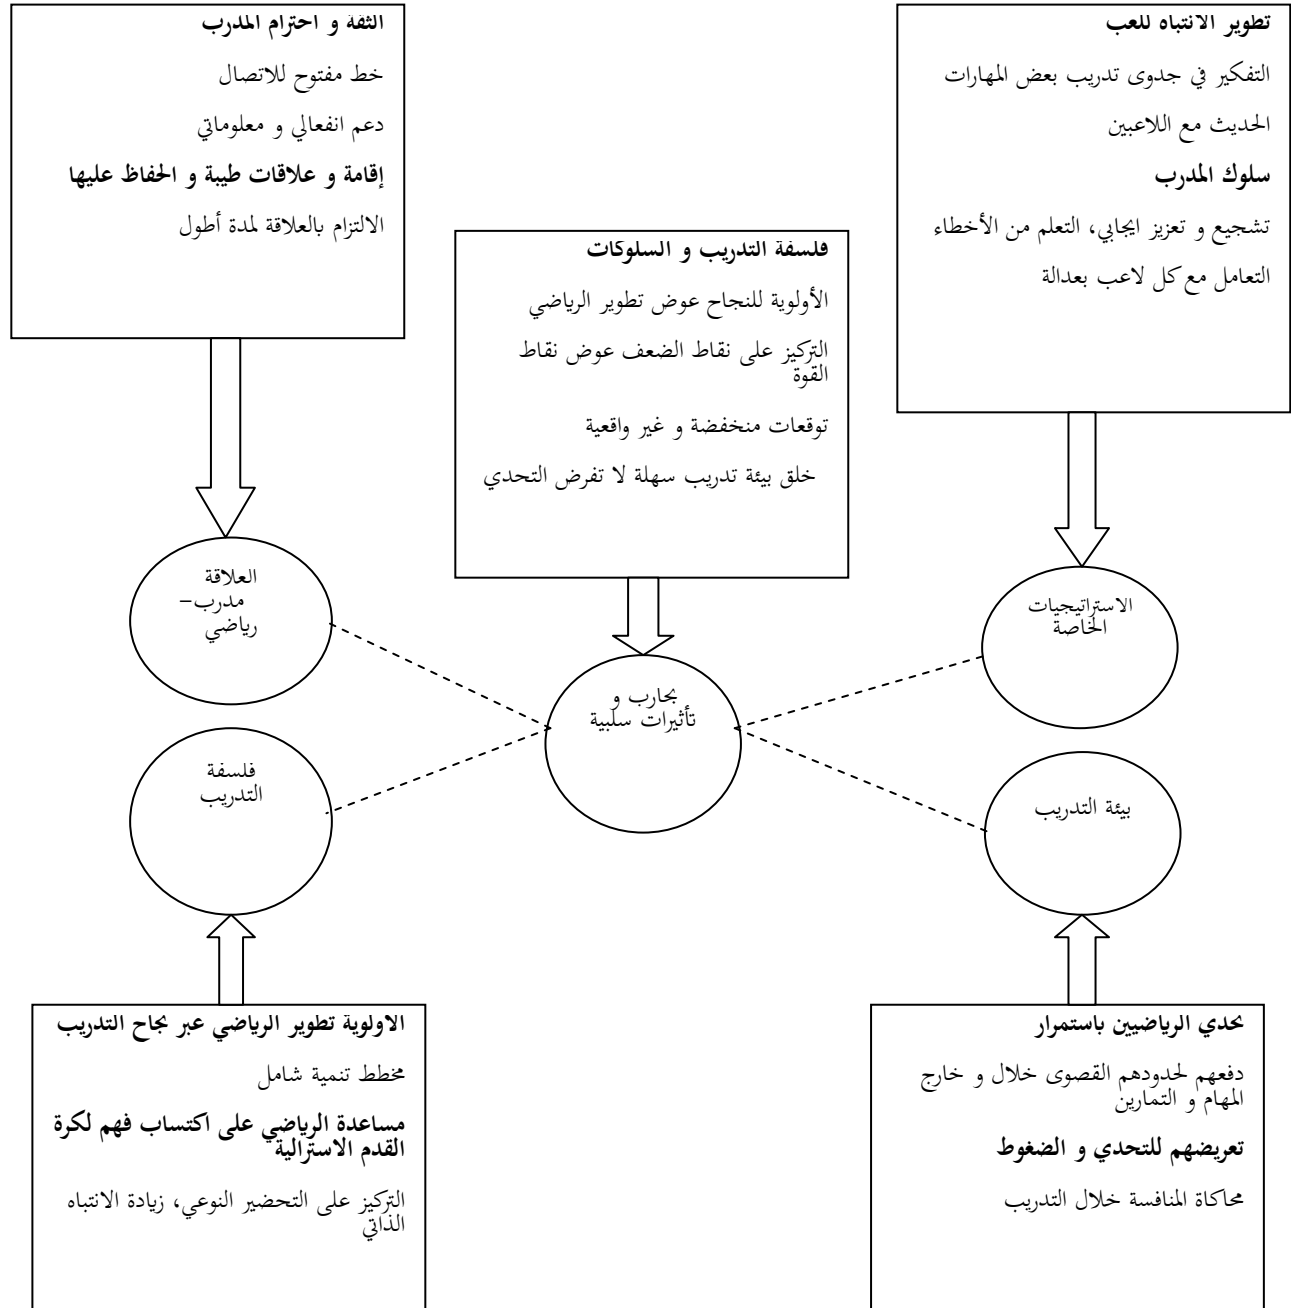 الثقة و احترام المدرب
خط مفتوح للاتصال
دعم انفعالي و معلوماتي
إقامة و علاقات طيبة و الحفاظ عليها
الالتزام بالعلاقة لمدة أطول
تطوير الانتباه للعب
التفكير في جدوى تدريب بعض المهارات
الحديث مع اللاعبين
سلوك المدرب
تشجيع و تعزيز ايجابي، التعلم من الأخطاء
التعامل مع كل لاعب بعدالة
فلسفة التدريب و السلوكات
الأولوية للنجاح عوض تطوير الرياضي
التركيز على نقاط الضعف عوض نقاط
القوة
توقعات منخفضة و غير واقعية
خلق بيئة تدريب سهلة لا تفرض التحدي
العلاقة
مدرب–
رياضي
الاستراتيجيات
الخاصة
تجارب و
تأثيرات سلبية
فلسفة
التدريب
بيئة التدريب
الاولوية تطوير الرياضي عبر نجاح التدريب
مخطط تنمية شامل
مساعدة الرياضي على اكتساب فهم لكرة
القدم الاسترالية
التركيز على التحضير النوعي، زيادة الانتباه
الذاتي
تحدي الرياضيين باستمرار
دفعهم لحدودهم القصوى خلال و خارج
المهام و التمارين
تعريضهم للتحدي و الضغوط
محاكاة المنافسة خلال التدريب